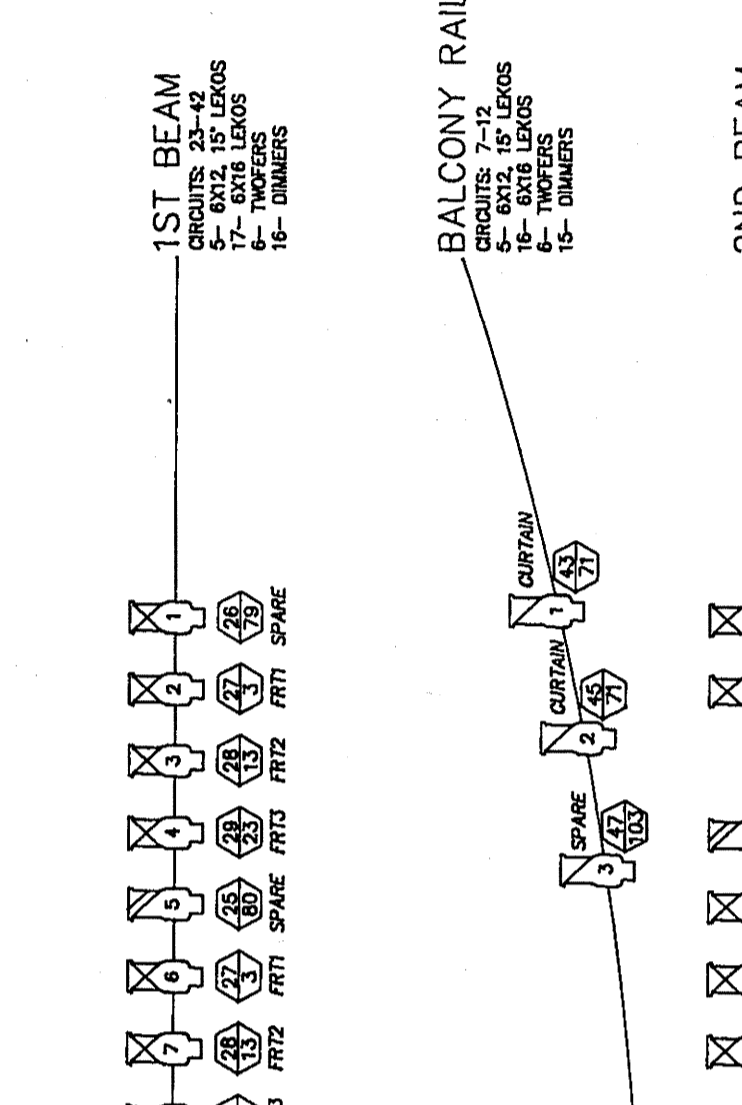 1ST BEAM
CIRCUITS: 23-42
5- 6X12, 15° LEKOS
17- 6X16 LEKOS
6- TWOFERS
16- DIMMERS
1
26
79
SPARE
2
27
3
FRT1
3
28
13
FRT2
4
29
23
FRT3
5
25
80
SPARE
6
27
3
FRT1
7
28
13
FRT2
3
BALCONY RAIL
CIRCUITS: 7-12
5- 6X12, 15° LEKOS
16- 6X16 LEKOS
6- TWOFERS
15- DIMMERS
CURTAIN
1
43
71
CURTAIN
2
45
71
SPARE
3
47
103